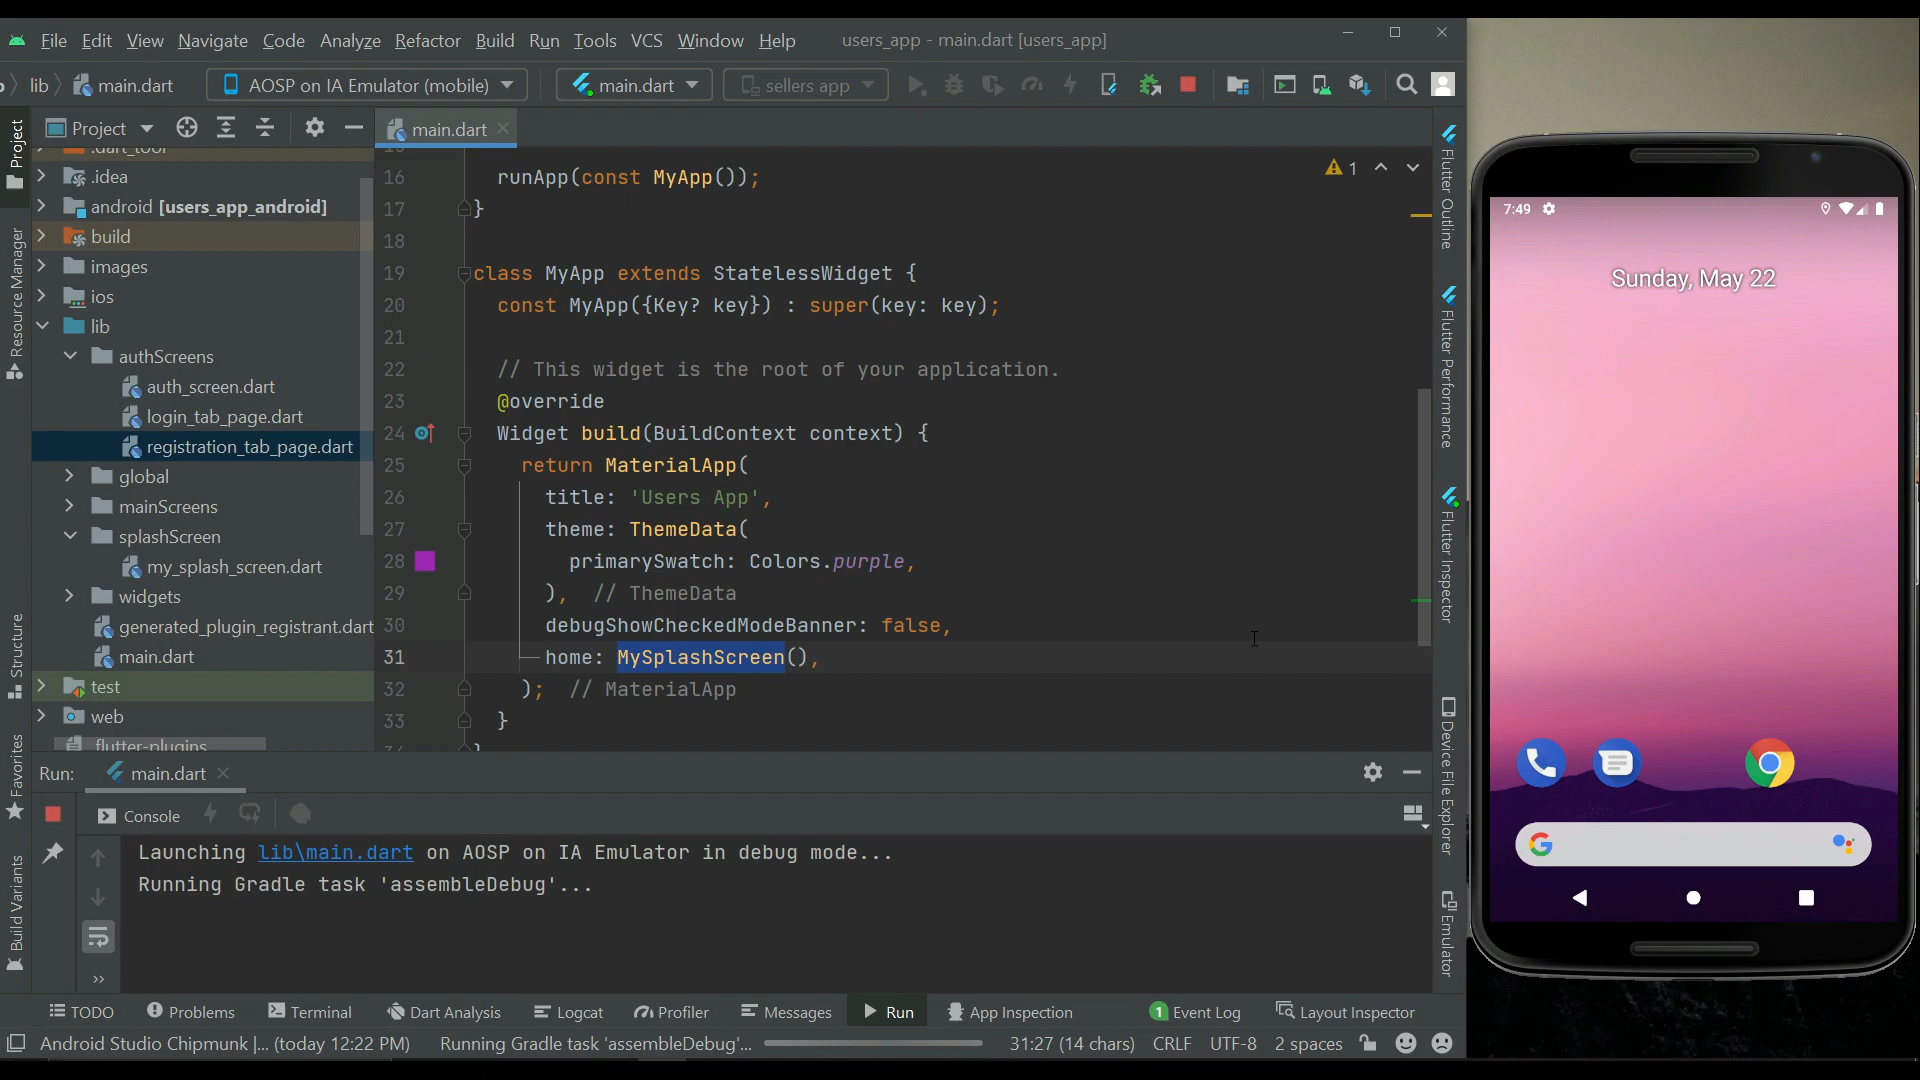 File Edit View Navigate Code Analyze Refactor Build Run Tools VCS Window Help users_app - main.dart [users_app]
lib main.dart AOSP on IA Emulator (mobile) main.dart sellers app
Project
main.dart
.dart_tool
.idea
android [users_app_android]
build
images
ios
lib
authScreens
auth_screen.dart
login_tab_page.dart
registration_tab_page.dart
global
mainScreens
splashScreen
my_splash_screen.dart
widgets
generated_plugin_registrant.dart
main.dart
test
web
flutter-plugins
Project
Resource Manager
Structure
Favorites
Build Variants
1
16 runApp(const MyApp());
17 }
18
19 class MyApp extends StatelessWidget {
20 const MyApp({Key? key}) : super(key: key);
21
22 // This widget is the root of your application.
23 @override
24 Widget build(BuildContext context) {
25 return MaterialApp(
26 title: 'Users App',
27 theme: ThemeData(
28 primarySwatch: Colors.purple,
29 ), // ThemeData
30 debugShowCheckedModeBanner: false,
31 home: MySplashScreen(),
32 ); // MaterialApp
33 }
Flutter Outline
Flutter Performance
Flutter Inspector
Device File Explorer
Emulator
7:49
Sunday, May 22
Run: main.dart
Console
Launching lib\main.dart on AOSP on IA Emulator in debug mode...
Running Gradle task 'assembleDebug'...
TODO Problems Terminal Dart Analysis Logcat Profiler Messages Run App Inspection 1 Event Log Layout Inspector
Android Studio Chipmunk |... (today 12:22 PM) Running Gradle task 'assembleDebug'... 31:27 (14 chars) CRLF UTF-8 2 spaces